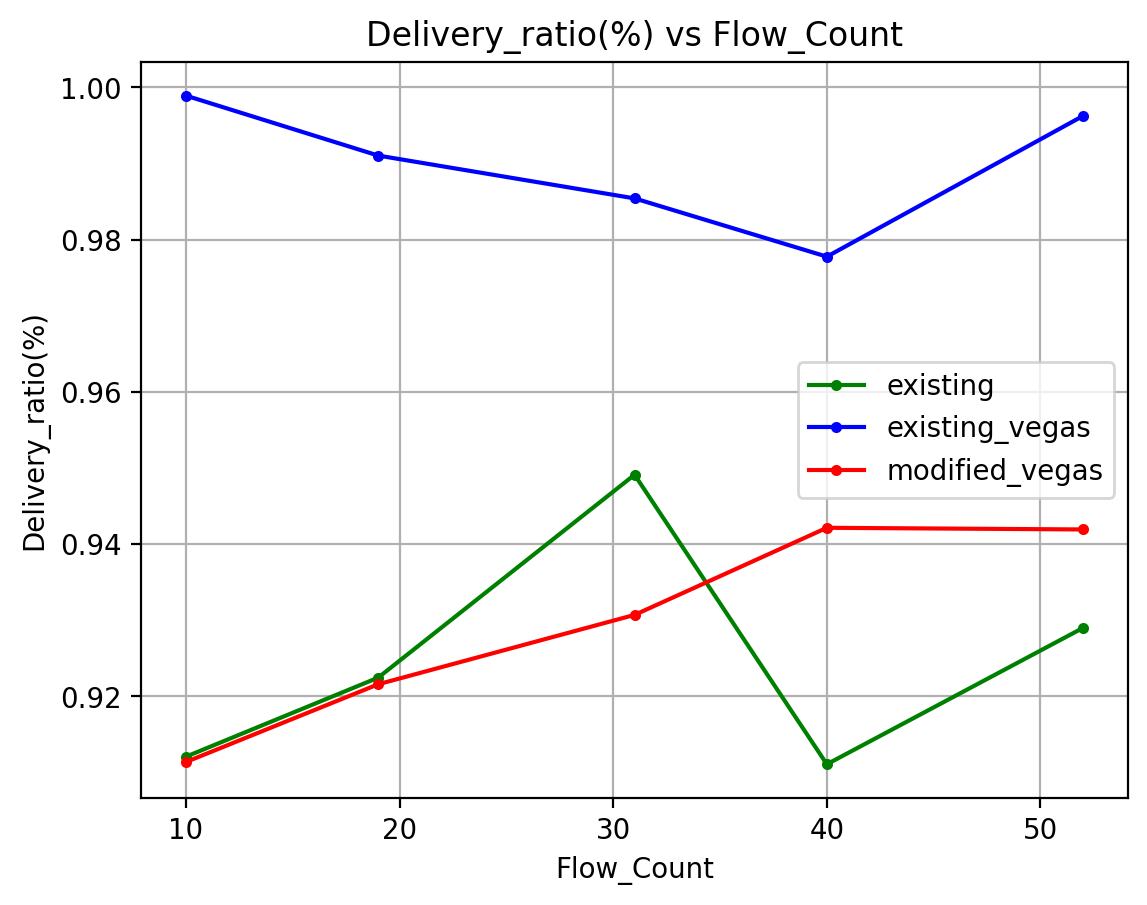 Delivery_ratio(%) vs Flow_Count
1.00
0.98
0.96
0.94
0.92
Delivery_ratio(%)
existing
existing_vegas
modified_vegas
10 20 30 40 50
Flow_Count